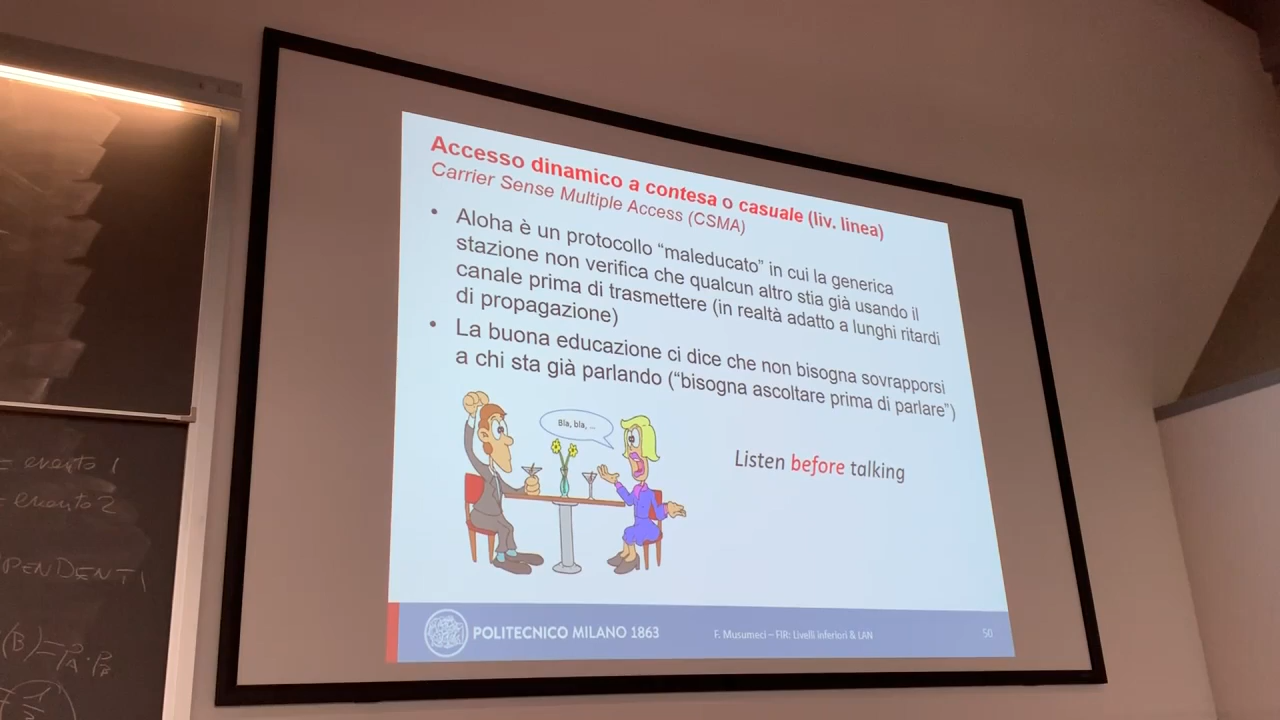 Accesso dinamico a contesa o casuale (liv. linea)
Carrier Sense Multiple Access (CSMA)
• Aloha è un protocollo “maleducato” in cui la generica
stazione non verifica che qualcun altro stia già usando il
canale prima di trasmettere (in realtà adatto a lunghi ritardi
di propagazione)
• La buona educazione ci dice che non bisogna sovrapporsi
a chi sta già parlando (“bisogna ascoltare prima di parlare”)
Bla, bla, ...
Listen before talking
POLITECNICO MILANO 1863
F. Musumeci – FIR: Livelli inferiori & LAN
50
= evento 1
= evento 2
PENDENTI